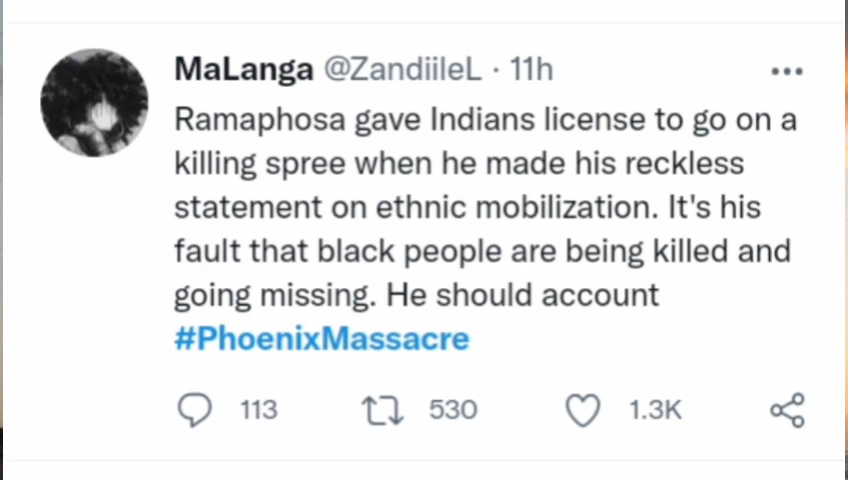 MaLanga @ZandiileL · 11h
Ramaphosa gave Indians license to go on a
killing spree when he made his reckless
statement on ethnic mobilization. It's his
fault that black people are being killed and
going missing. He should account
#PhoenixMassacre
113 530 1.3K